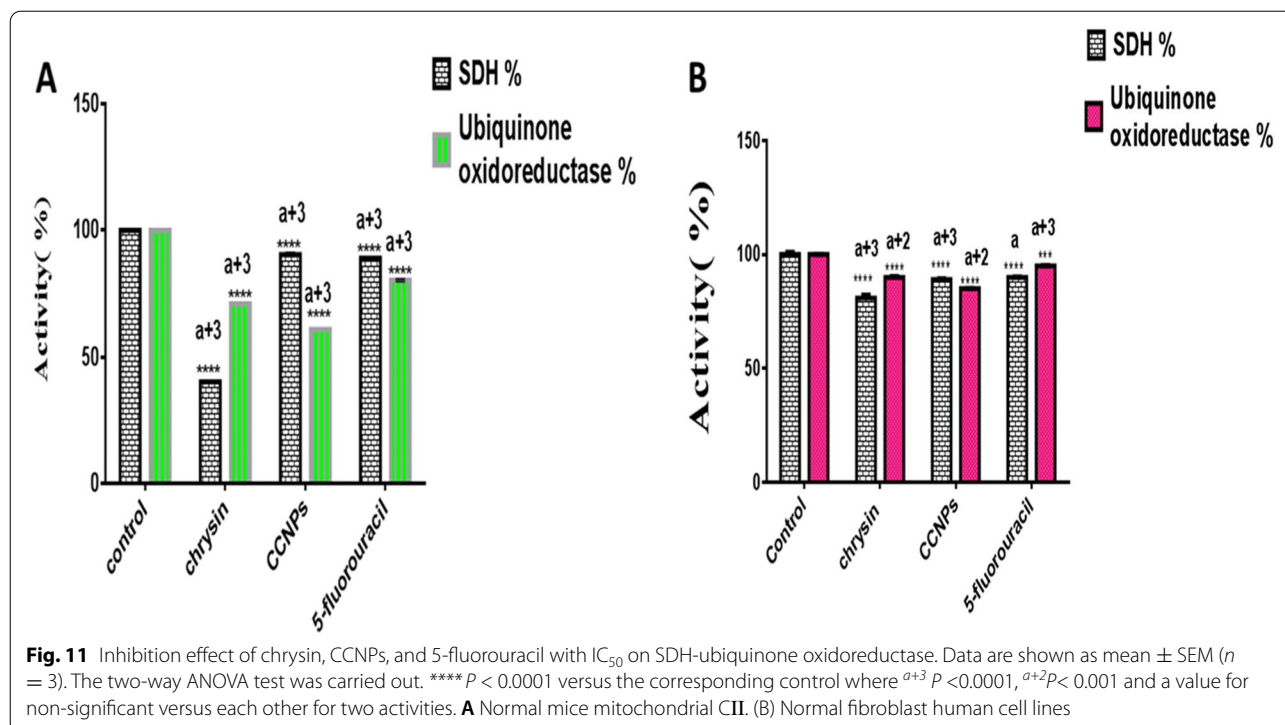 A
SDH %
Ubiquinone
oxidoreductase %
Activity( %)
150
100
50
0
a+3
****
a+3
****
a+3
****
a+3
****
a+3
****
a+3
****
control
chrysin
CCNPs
5-fluorouracil
B
SDH %
Ubiquinone
oxidoreductase %
Activity( %)
150
100
50
0
a+3
****
a+2
****
a+3
****
a+2
****
a
****
a+3
***
Control
chrysin
CCNPs
5-fluorouracil
Fig. 11 Inhibition effect of chrysin, CCNPs, and 5-fluorouracil with IC50 on SDH-ubiquinone oxidoreductase. Data are shown as mean ± SEM (n
= 3). The two-way ANOVA test was carried out. ****P < 0.0001 versus the corresponding control where a+3 P <0.0001, a+2P< 0.001 and a value for
non-significant versus each other for two activities. A Normal mice mitochondrial CII. (B) Normal fibroblast human cell lines